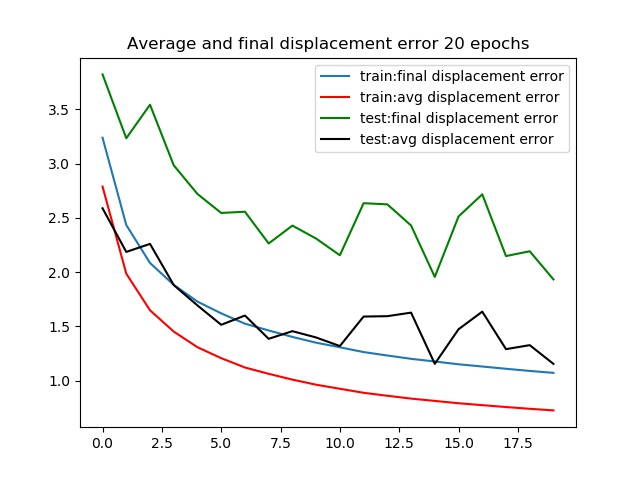 Average and final displacement error 20 epochs
train:final displacement error
train:avg displacement error
test:final displacement error
test:avg displacement error
3.5
3.0
2.5
2.0
1.5
1.0
0.0 2.5 5.0 7.5 10.0 12.5 15.0 17.5